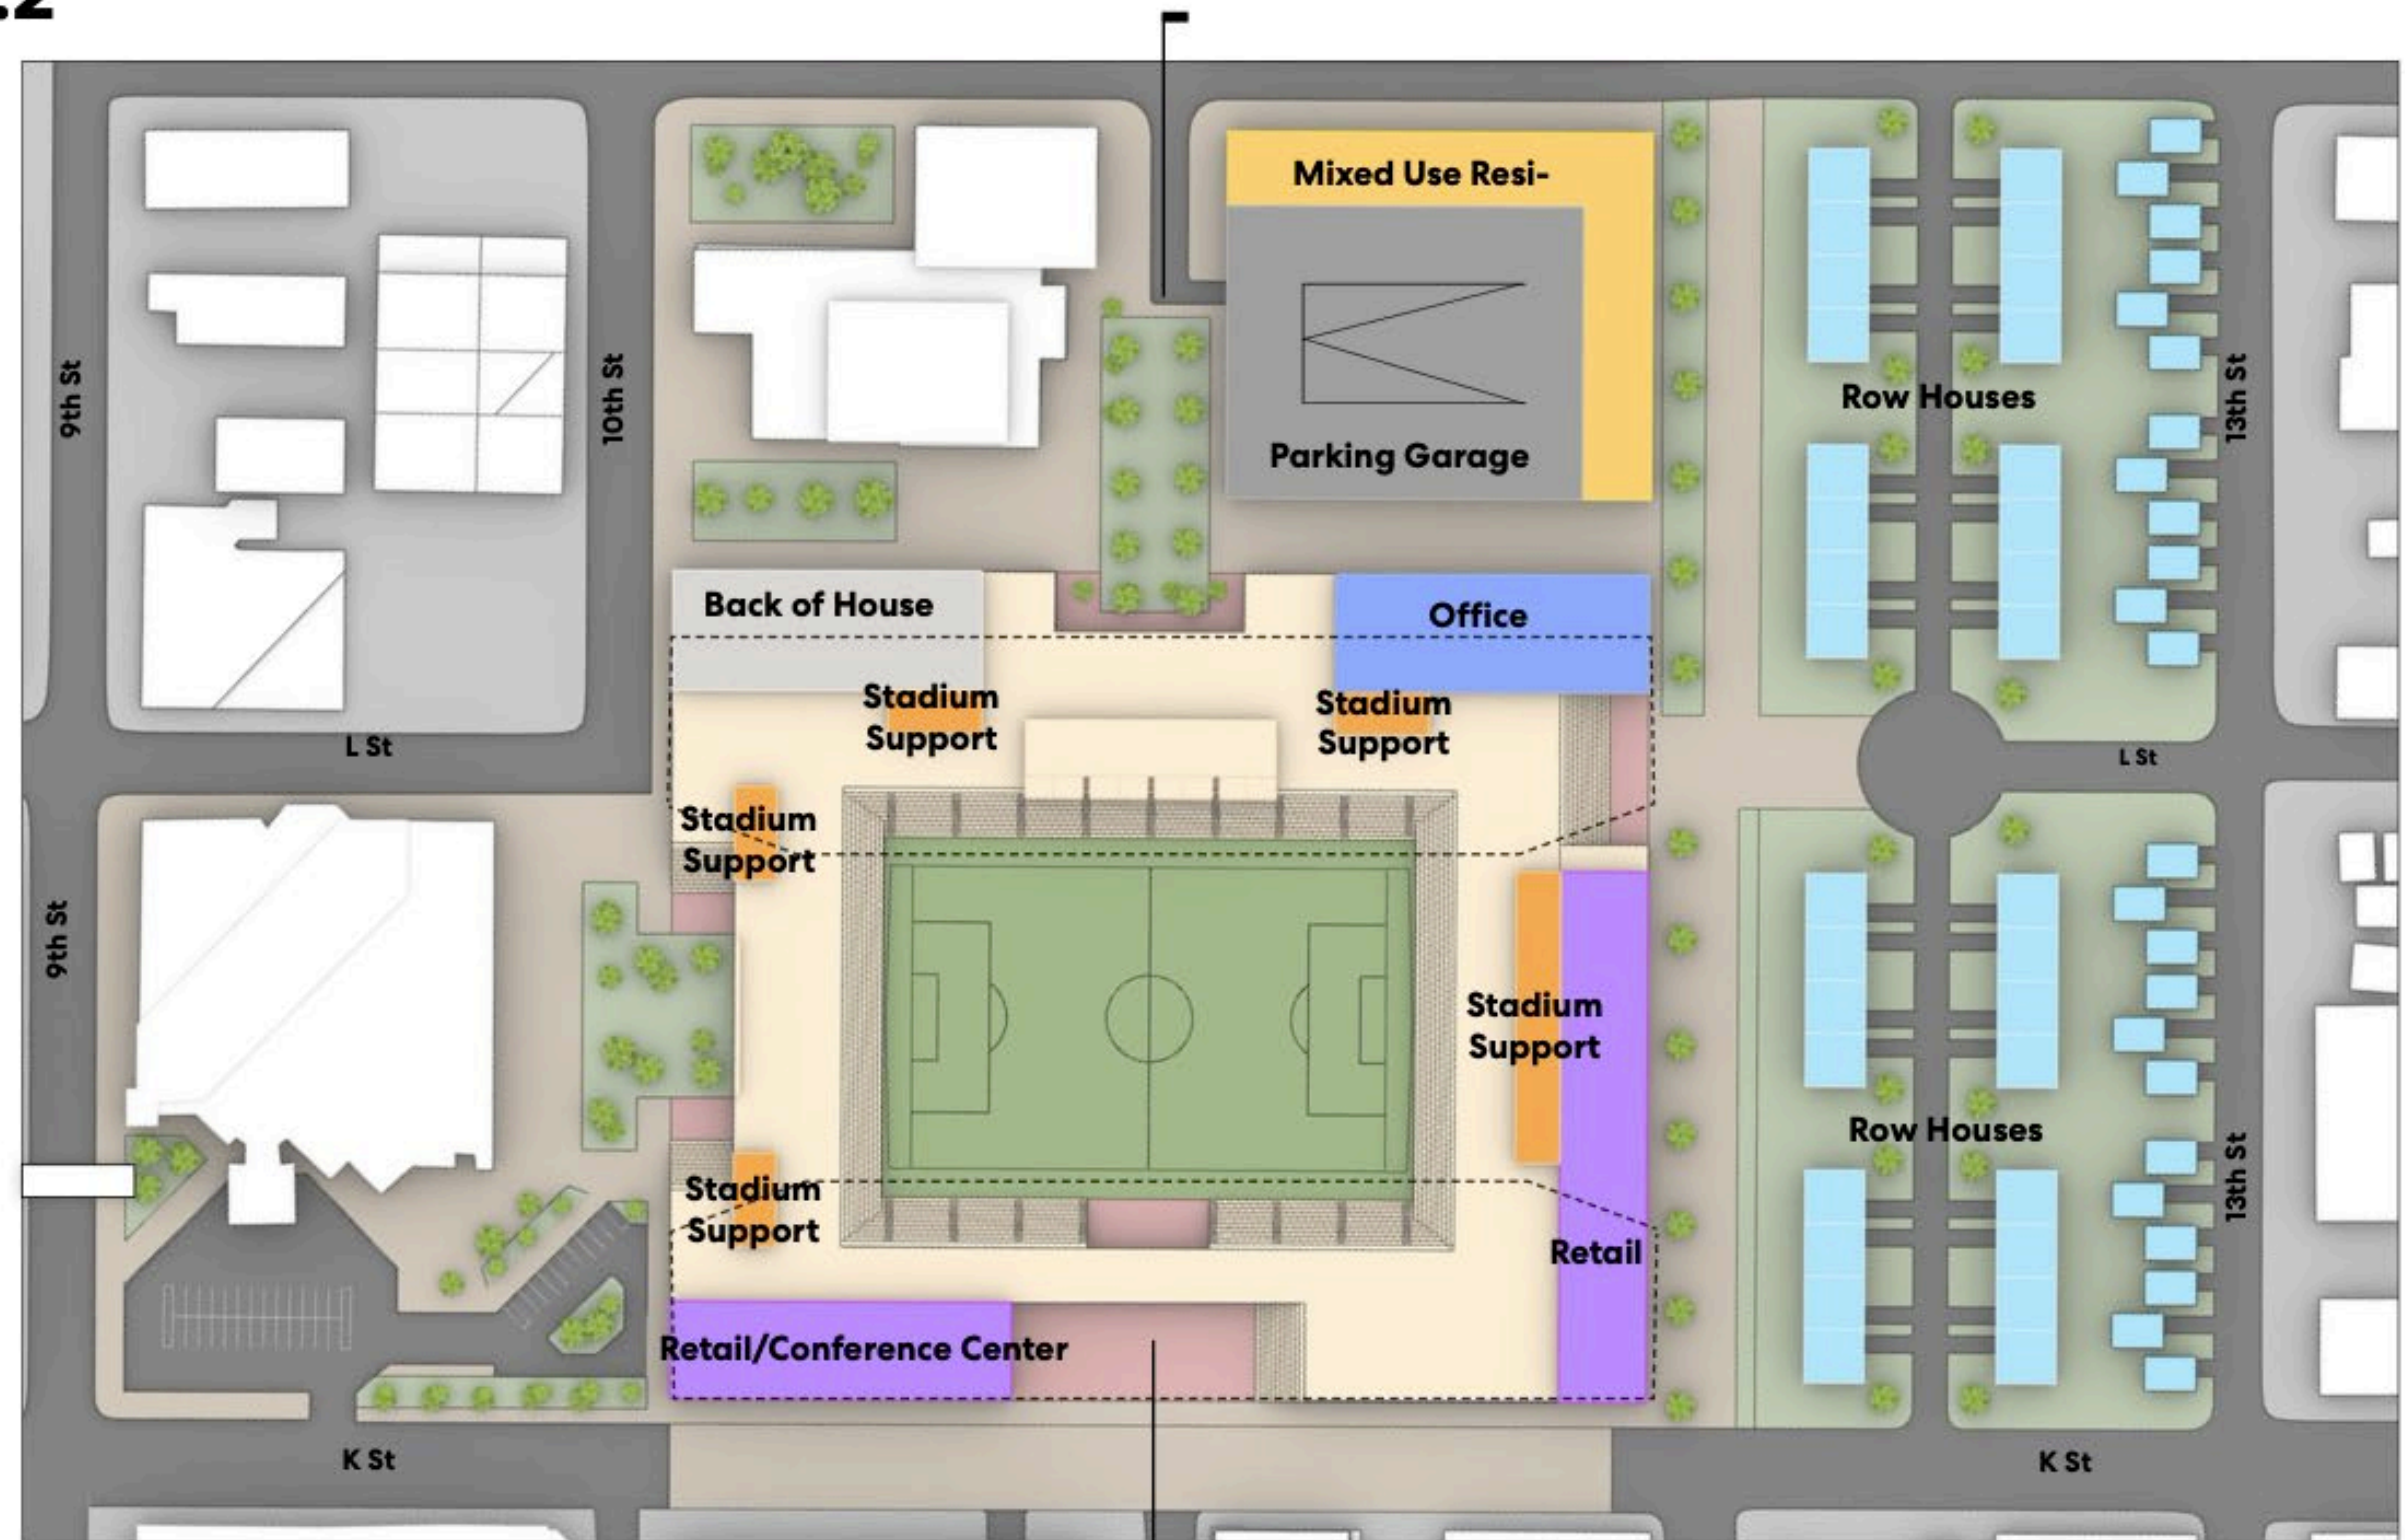 .2
Mixed Use Resi-
9th St
10th St
Row Houses
13th St
Parking Garage
Back of House
Office
Stadium
Support
Stadium
Support
L St
L St
Stadium
Support
9th St
Stadium
Support
Row Houses
13th St
Stadium
Support
Retail
Retail/Conference Center
K St
K St